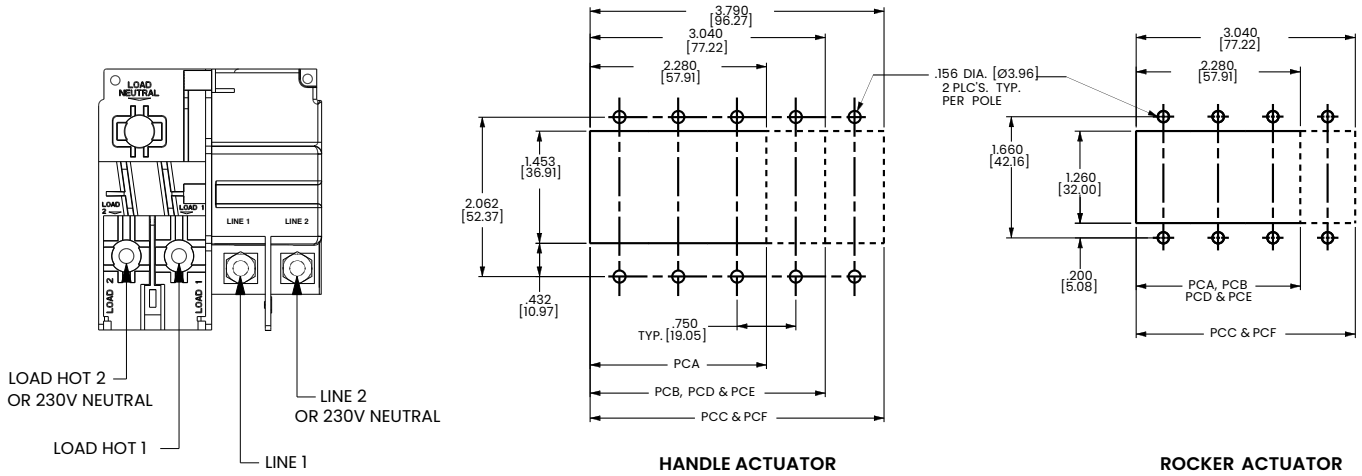 LOAD
NEUTRAL
LOAD
2
LOAD 1
LINE 1
LINE 2
LOAD 2
LOAD 1
LOAD HOT 2
OR 230V NEUTRAL
LOAD HOT 1
LINE 2
OR 230V NEUTRAL
LINE 1
3.790
[96.27]
3.040
[77.22]
2.280
[57.91]
1.453
[36.91]
2.062
[52.37]
.432
[10.97]
.750
TYP. [19.05]
PCA
PCB, PCD & PCE
PCC & PCF
HANDLE ACTUATOR
.156 DIA. [Ø3.96]
2 PLC'S. TYP.
PER POLE
3.040
[77.22]
2.280
[57.91]
1.660
[42.16]
1.260
[32.00]
.200
[5.08]
PCA, PCB
PCD & PCE
PCC & PCF
ROCKER ACTUATOR